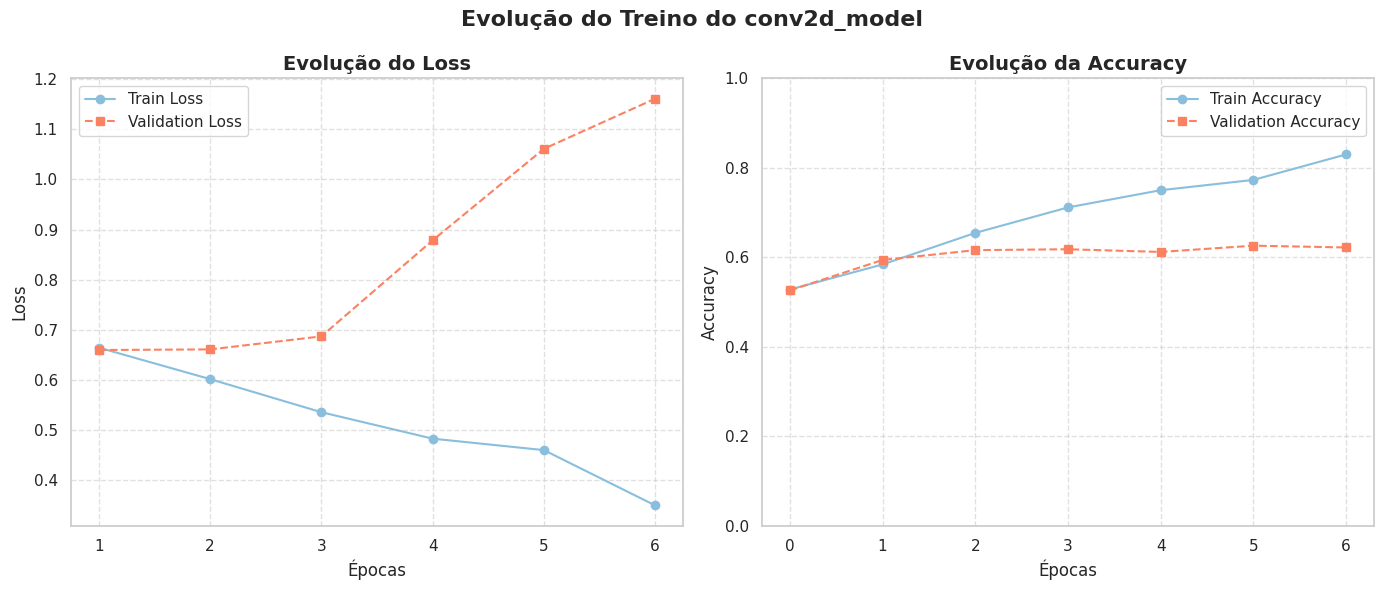 Evolução do Treino do conv2d_model
Evolução do Loss
Train Loss
Validation Loss
1.2
1.1
1.0
0.9
0.8
0.7
0.6
0.5
0.4
Loss
1 2 3 4 5 6
Épocas
Evolução da Accuracy
Train Accuracy
Validation Accuracy
1.0
0.8
0.6
0.4
0.2
0.0
Accuracy
0 1 2 3 4 5 6
Épocas